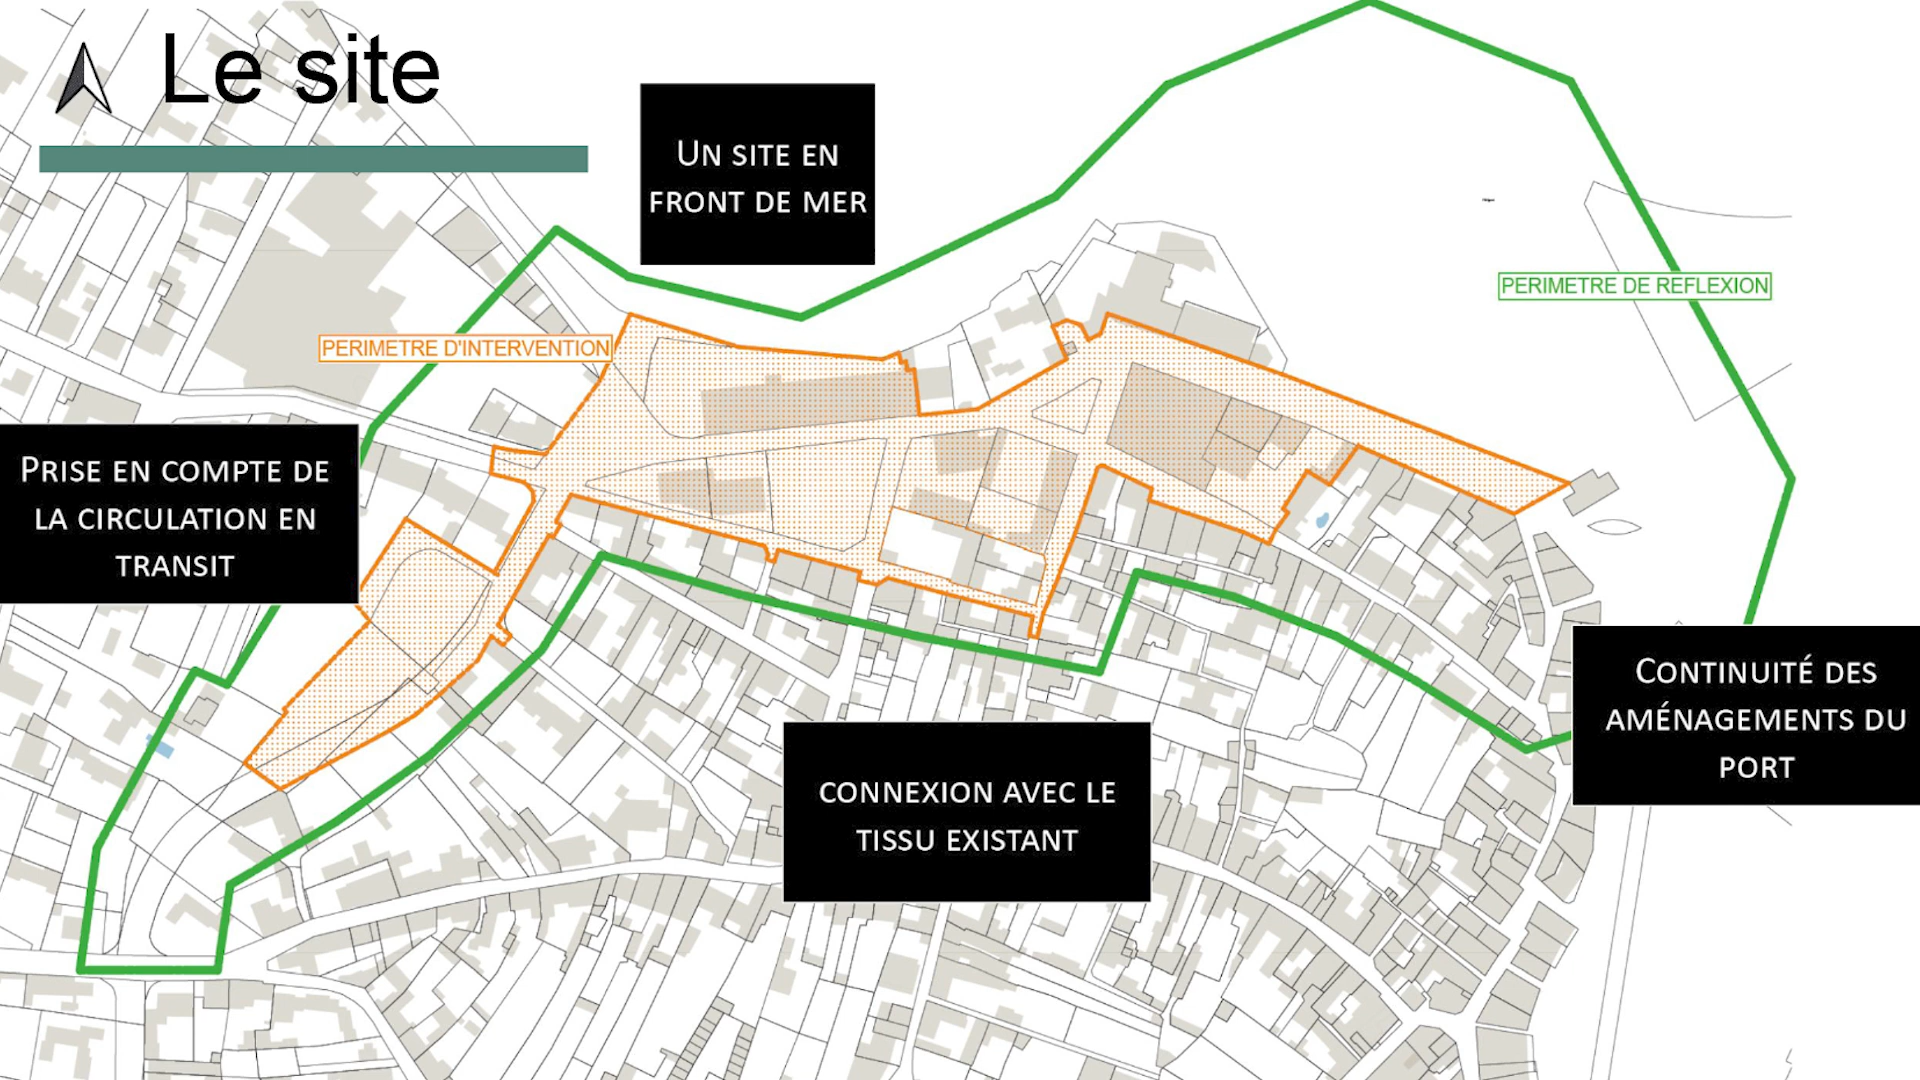 Le site
UN SITE EN
FRONT DE MER
PERIMETRE DE REFLEXION
PERIMETRE D'INTERVENTION
PRISE EN COMPTE DE
LA CIRCULATION EN
TRANSIT
CONTINUITÉ DES
AMÉNAGEMENTS DU
PORT
CONNEXION AVEC LE
TISSU EXISTANT